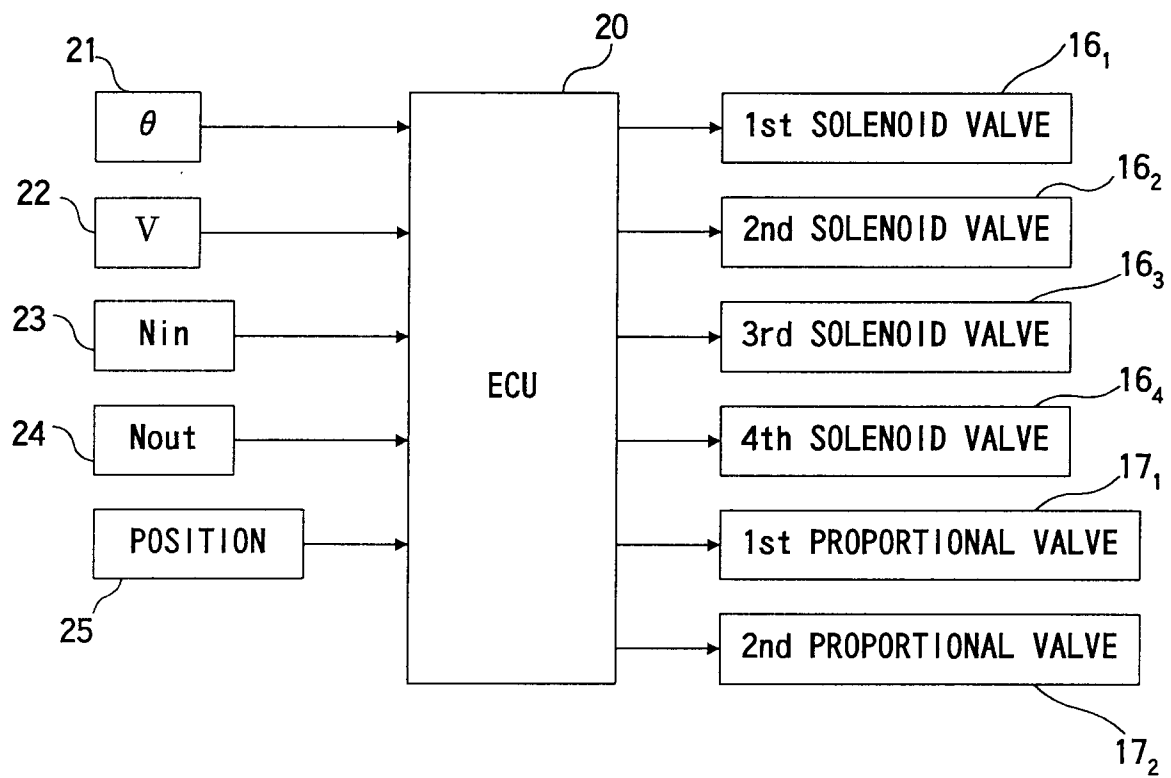 21
20
16₁
θ
1st SOLENOID VALVE
22
16₂
V
2nd SOLENOID VALVE
23
16₃
Nin
3rd SOLENOID VALVE
ECU
24
16₄
Nout
4th SOLENOID VALVE
17₁
POSITION
1st PROPORTIONAL VALVE
25
2nd PROPORTIONAL VALVE
17₂